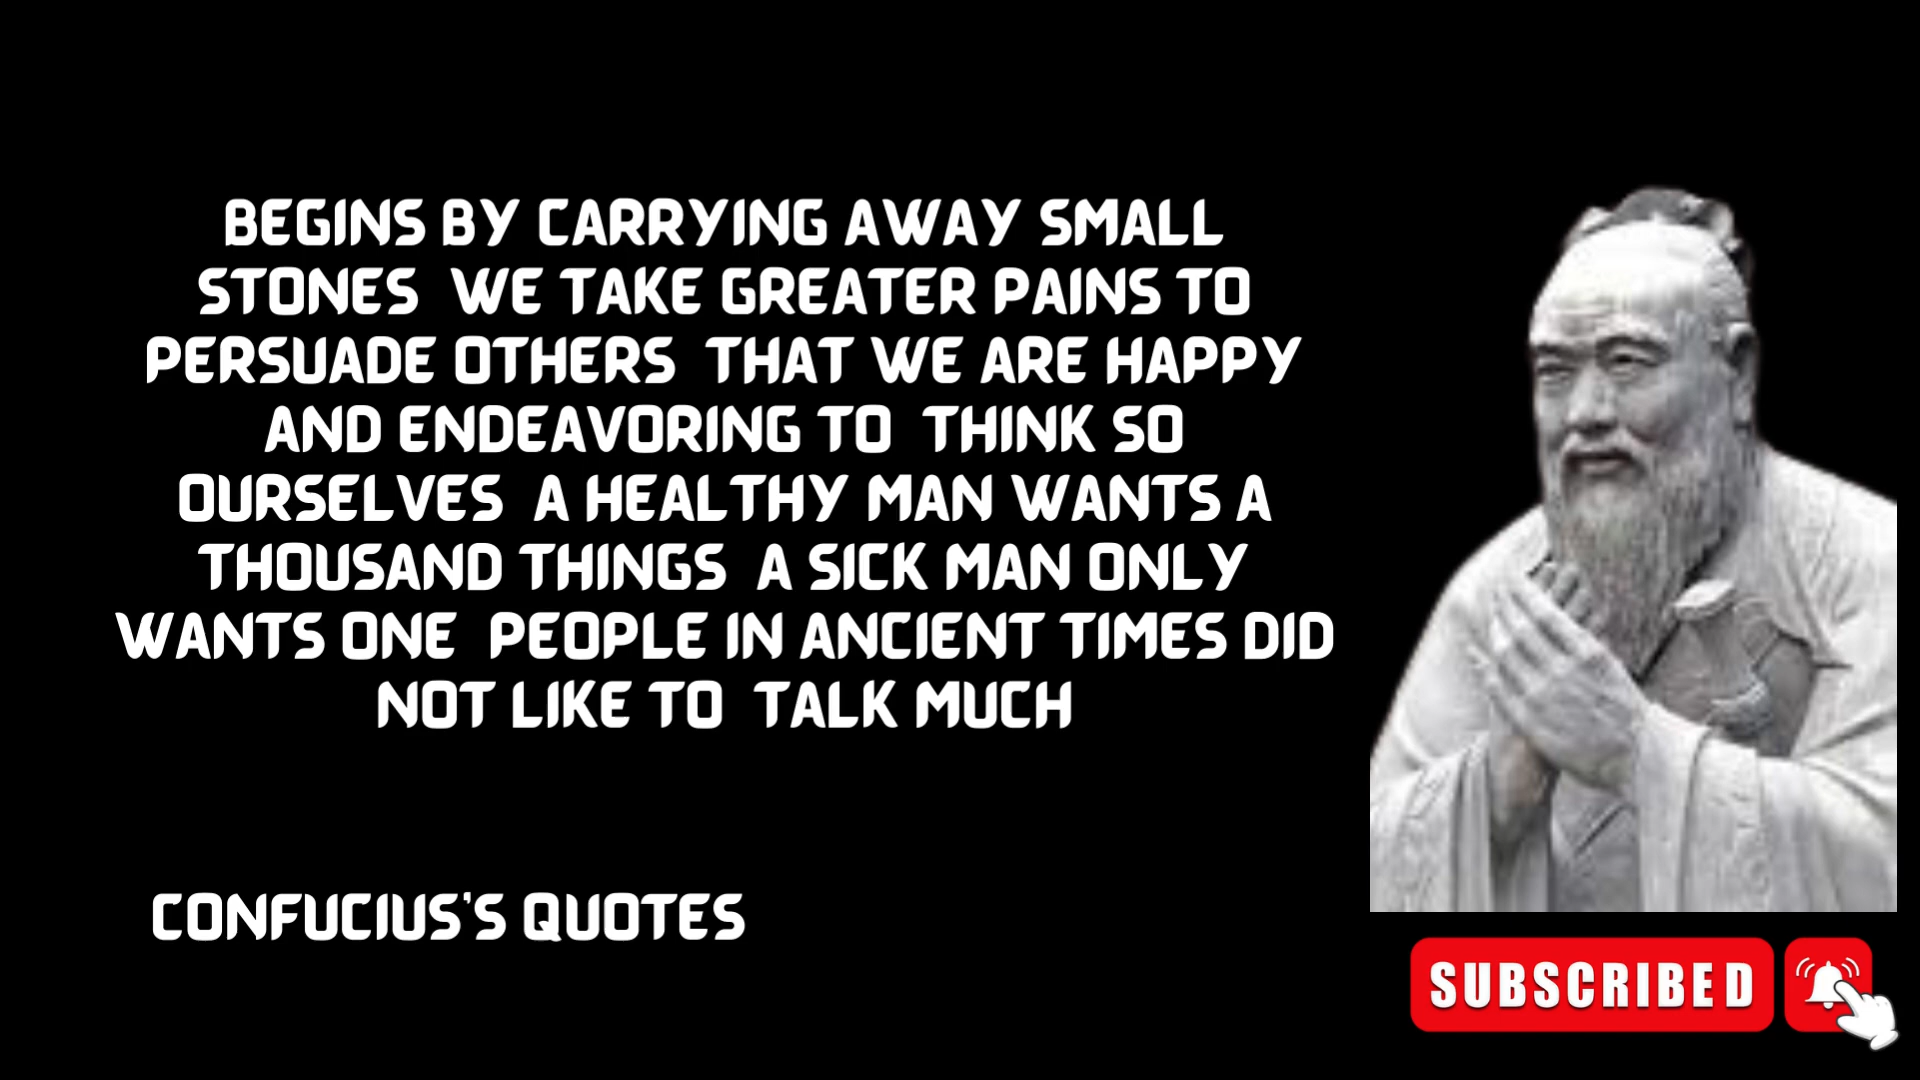 BEGINS BY CARRYING AWAY SMALL
STONES  WE TAKE GREATER PAINS TO
PERSUADE OTHERS  THAT WE ARE HAPPY
AND ENDEAVORING TO  THINK SO
OURSELVES  A HEALTHY MAN WANTS A
THOUSAND THINGS  A SICK MAN ONLY
WANTS ONE  PEOPLE IN ANCIENT TIMES DID
NOT LIKE TO  TALK MUCH
CONFUCIUS'S QUOTES
SUBSCRIBED